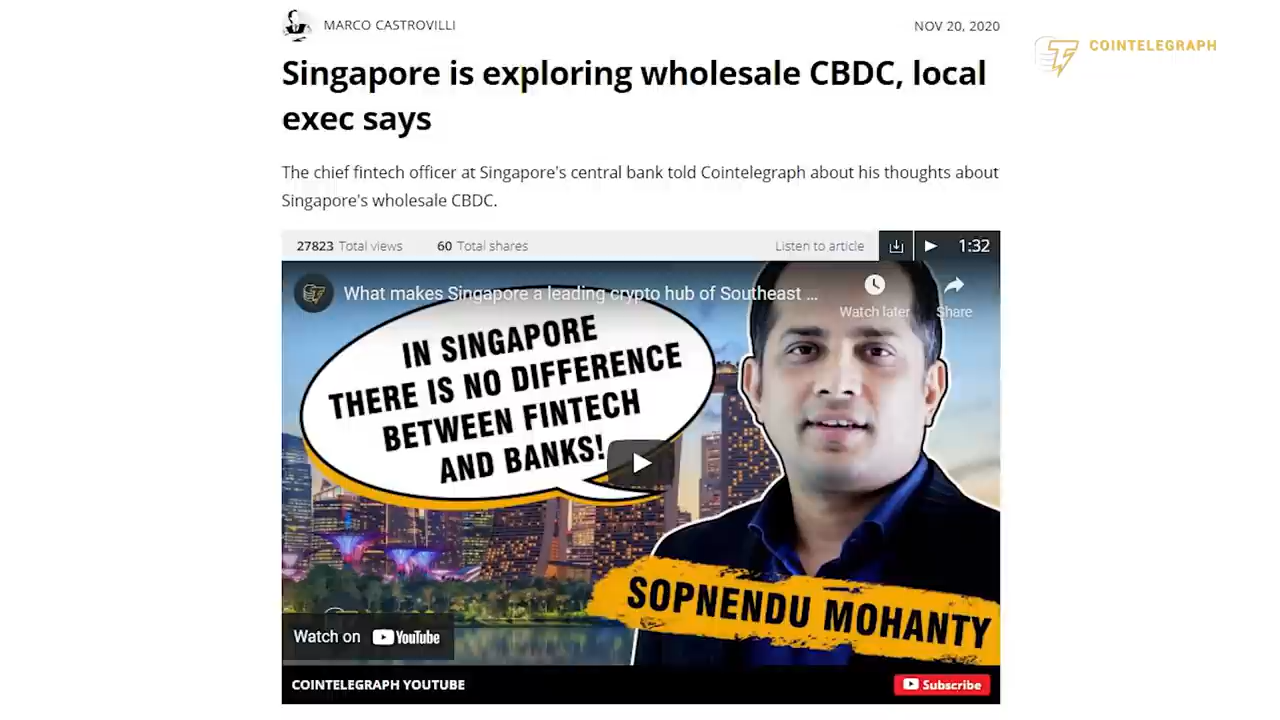 MARCO CASTROVILLI
NOV 20, 2020
COINTELEGRAPH
Singapore is exploring wholesale CBDC, local
exec says
The chief fintech officer at Singapore's central bank told Cointelegraph about his thoughts about
Singapore's wholesale CBDC.
27823 Total views 60 Total shares Listen to article 1:32
What makes Singapore a leading crypto hub of Southeast ...
Watch later
Share
IN SINGAPORE
THERE IS NO DIFFERENCE
BETWEEN FINTECH
AND BANKS!
SOPNENDU MOHANTY
Watch on YouTube
COINTELEGRAPH YOUTUBE
Subscribe